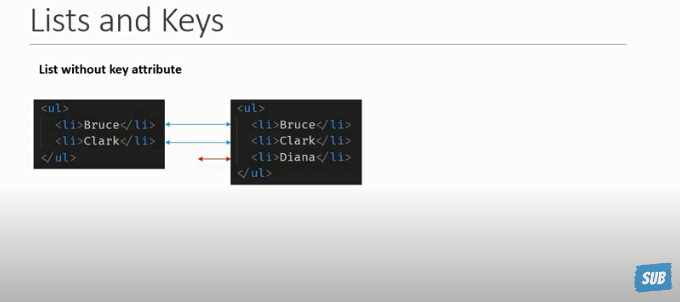 Lists and Keys
List without key attribute
<ul>
<li>Bruce</li>
<li>Clark</li>
</ul>
<ul>
<li>Bruce</li>
<li>Clark</li>
<li>Diana</li>
</ul>
SUB